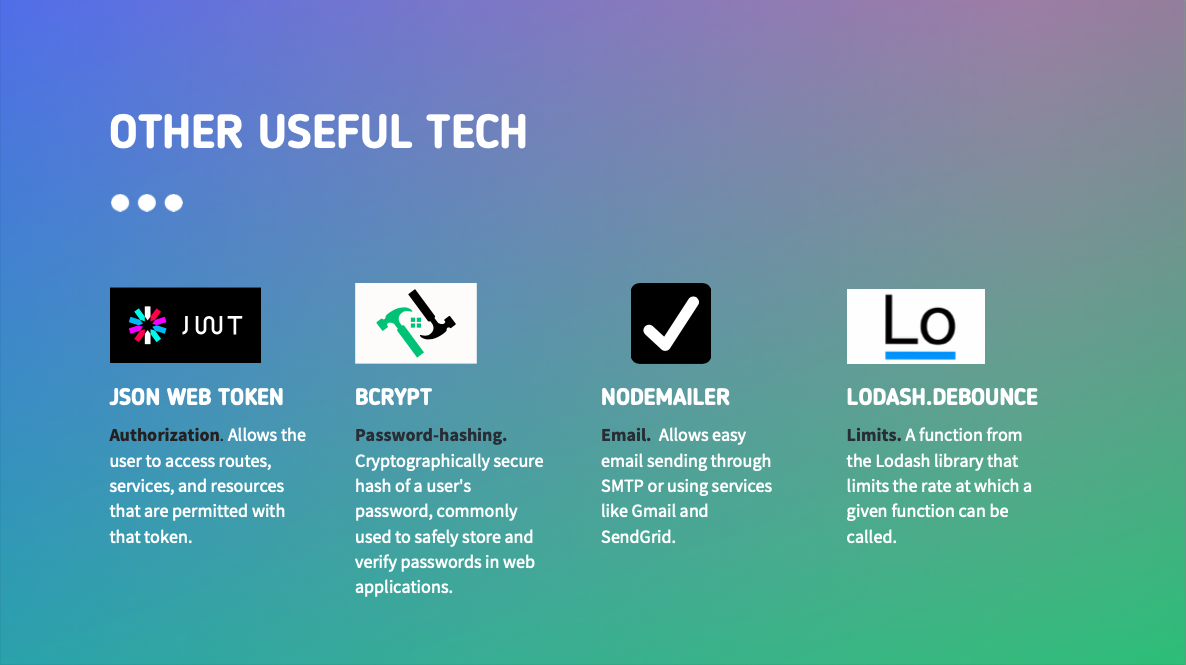 OTHER USEFUL TECH
JWT
Lo
JSON WEB TOKEN
Authorization. Allows the
user to access routes,
services, and resources
that are permitted with
that token.
BCRYPT
Password-hashing.
Cryptographically secure
hash of a user's
password, commonly
used to safely store and
verify passwords in web
applications.
NODEMAILER
Email.  Allows easy
email sending through
SMTP or using services
like Gmail and
SendGrid.
LODASH.DEBOUNCE
Limits. A function from
the Lodash library that
limits the rate at which a
given function can be
called.